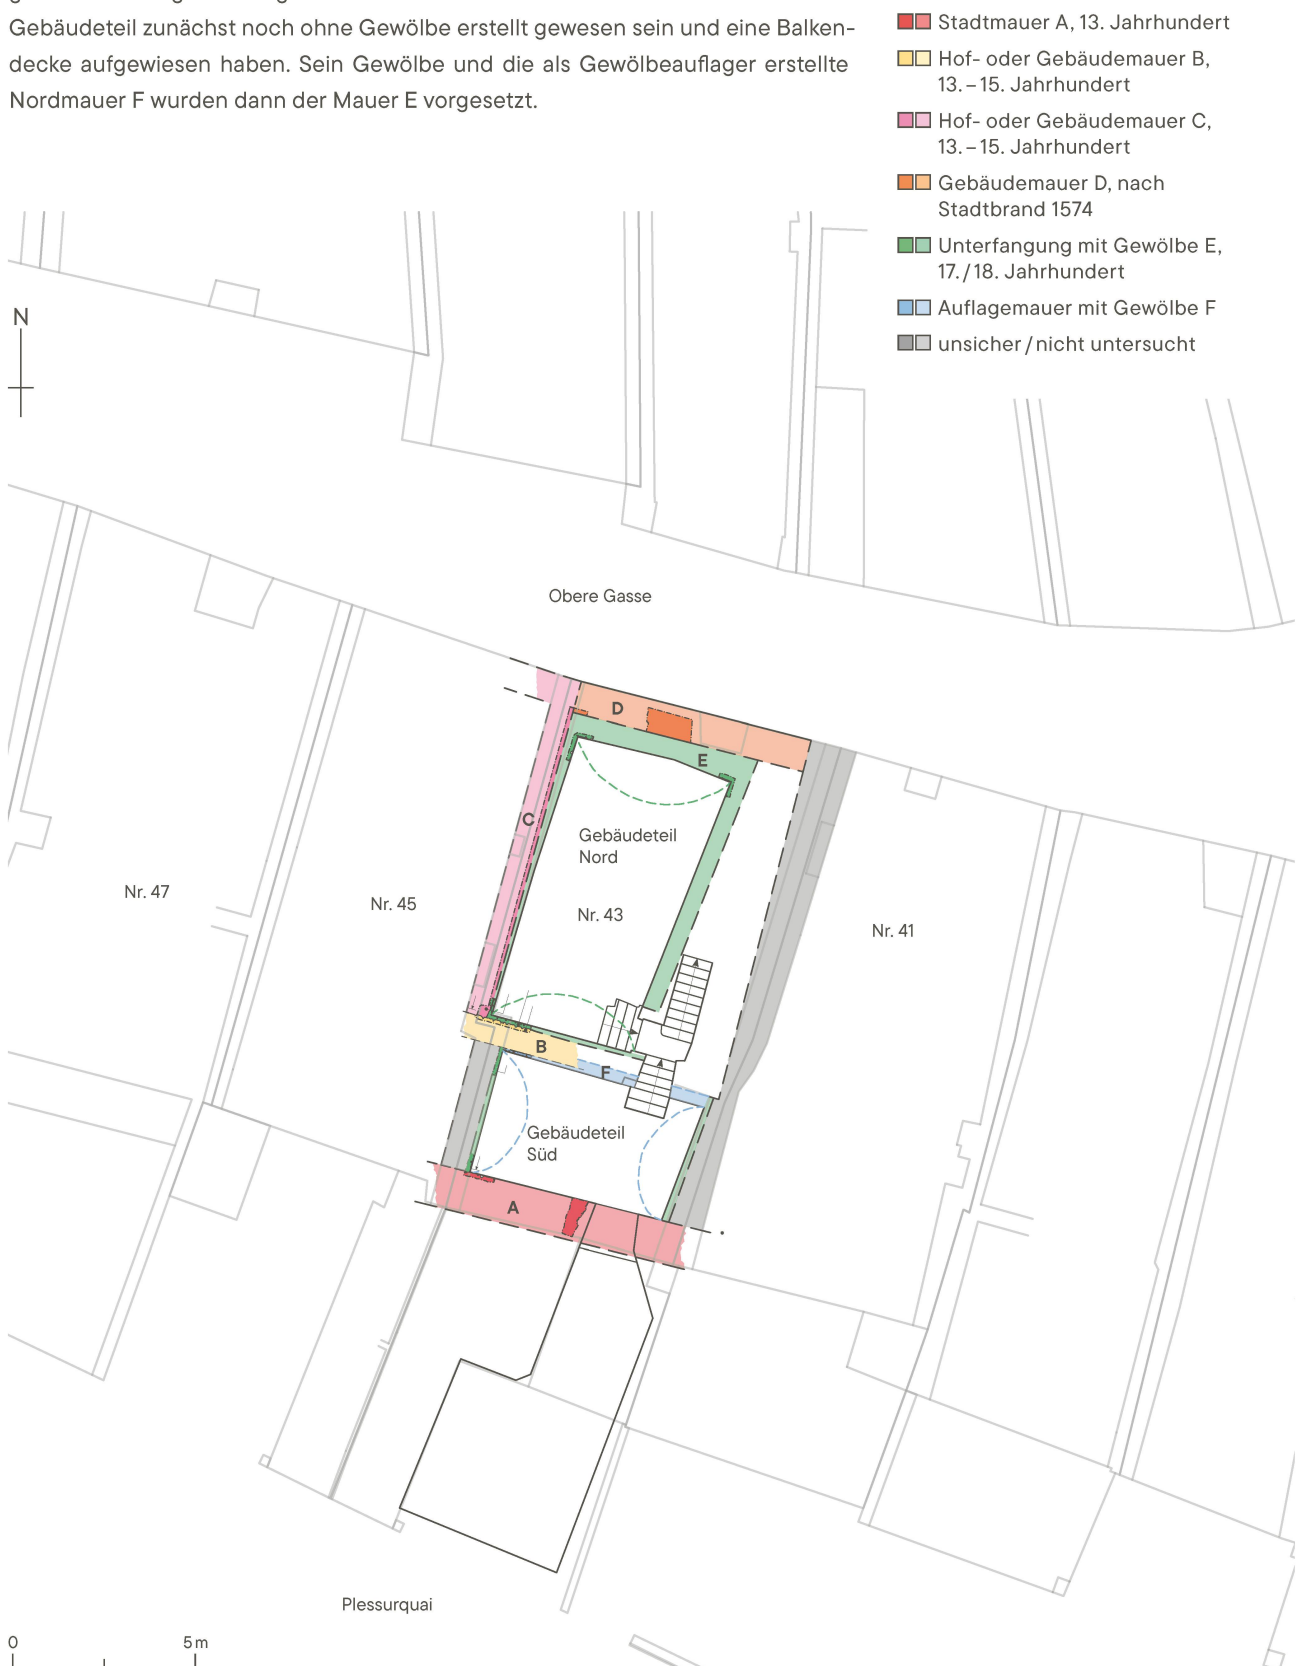 Gebäudeteil zunächst noch ohne Gewölbe erstellt gewesen sein und eine Balken-
decke aufgewiesen haben. Sein Gewölbe und die als Gewölbeauflager erstellte
Nordmauer F wurden dann der Mauer E vorgesetzt.
Stadtmauer A, 13. Jahrhundert
Hof- oder Gebäudemauer B,
13. – 15. Jahrhundert
Hof- oder Gebäudemauer C,
13. – 15. Jahrhundert
Gebäudemauer D, nach
Stadtbrand 1574
Unterfangung mit Gewölbe E,
17. / 18. Jahrhundert
Auflagemauer mit Gewölbe F
unsicher / nicht untersucht
N
Obere Gasse
D
E
C
Gebäudeteil
Nord
Nr. 47
Nr. 45
Nr. 43
Nr. 41
B
F
Gebäudeteil
Süd
A
Plessurquai
0 5 m